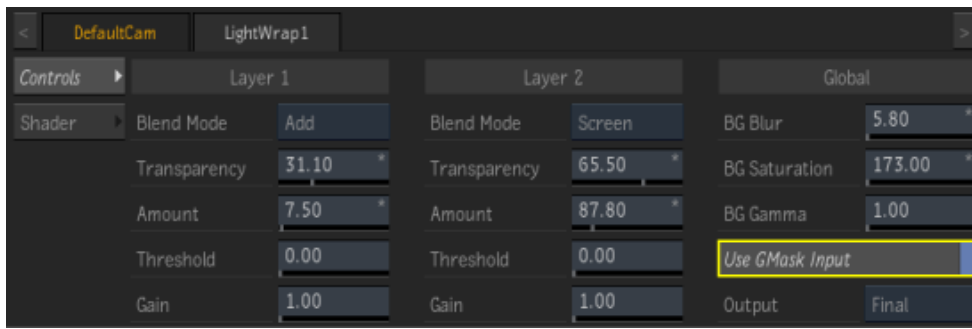 < DefaultCam LightWrap1 >
Controls Layer 1 Layer 2 Global
Shader Blend Mode Add Blend Mode Screen BG Blur 5.80 *
Transparency 31.10 * Transparency 65.50 * BG Saturation 173.00 *
Amount 7.50 * Amount 87.80 * BG Gamma 1.00
Threshold 0.00 Threshold 0.00 Use GMask Input
Gain 1.00 Gain 1.00 Output Final